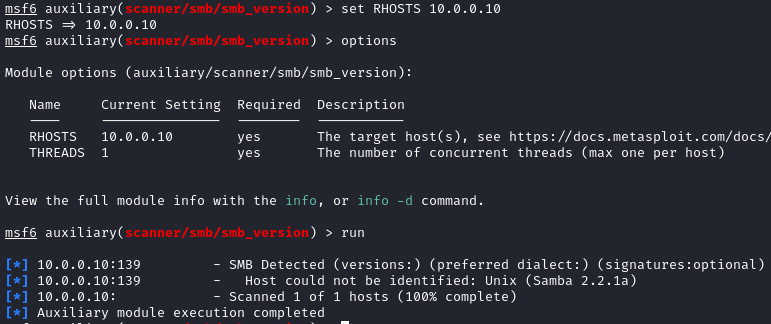 msf6 auxiliary(scanner/smb/smb_version) > set RHOSTS 10.0.0.10
RHOSTS => 10.0.0.10
msf6 auxiliary(scanner/smb/smb_version) > options
Module options (auxiliary/scanner/smb/smb_version):
Name Current Setting Required Description
---- --------------- -------- -----------
RHOSTS 10.0.0.10 yes The target host(s), see https://docs.metasploit.com/docs/
THREADS 1 yes The number of concurrent threads (max one per host)
View the full module info with the info, or info -d command.
msf6 auxiliary(scanner/smb/smb_version) > run
[*] 10.0.0.10:139 - SMB Detected (versions:) (preferred dialect:) (signatures:optional)
[*] 10.0.0.10:139 - Host could not be identified: Unix (Samba 2.2.1a)
[*] 10.0.0.10: - Scanned 1 of 1 hosts (100% complete)
[*] Auxiliary module execution completed